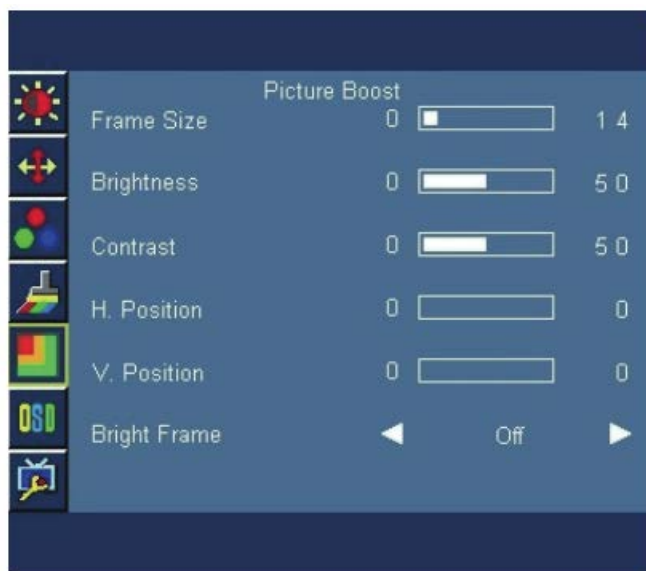 Picture Boost
Frame Size 0 14
Brightness 0 50
Contrast 0 50
H. Position 0 0
V. Position 0 0
OSD
Bright Frame Off